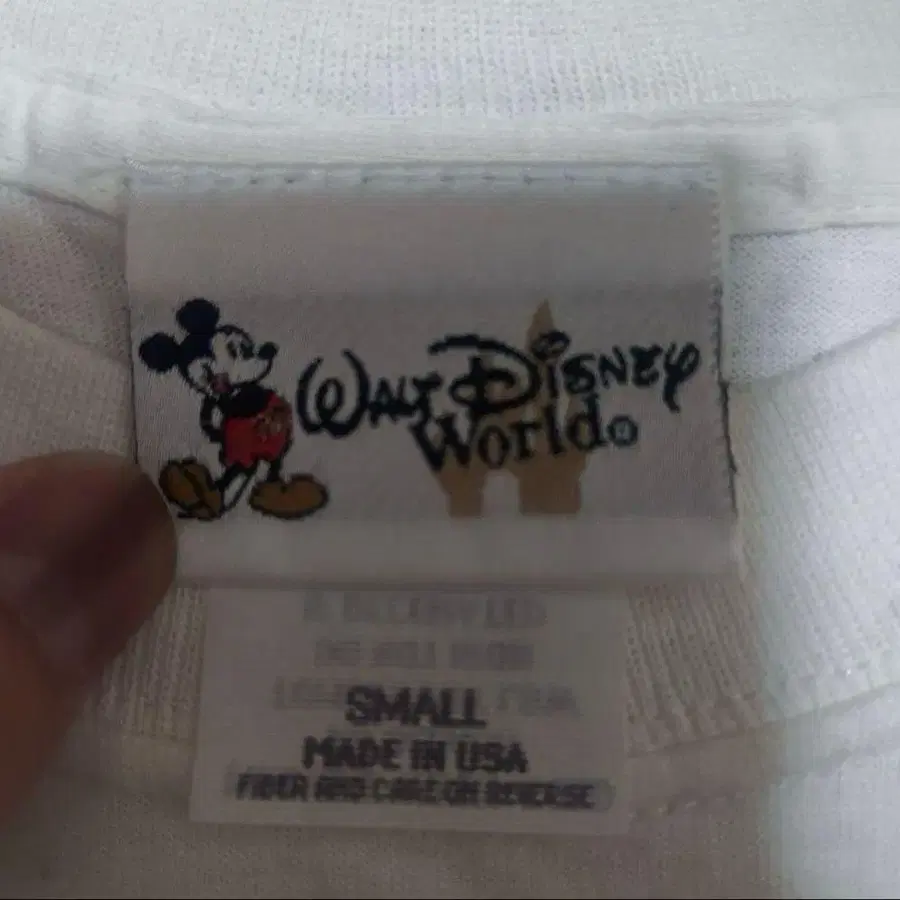 WALT DISNEY
World®
SMALL
MADE IN USA
FIBER AND CARE ON REVERSE